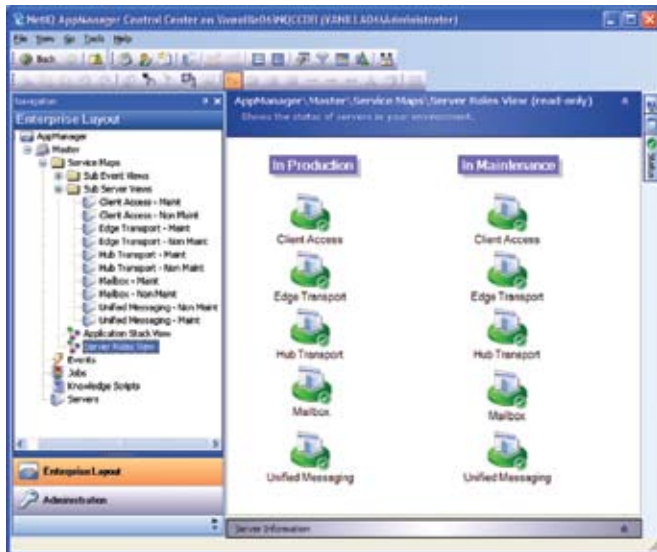 NetIQ AppManager Control Center on
File View Go Tools Help
Back
Navigation
Enterprise Layout
AppManager
Master
Service Maps
Sub Event Views
Sub Server Views
Client Access - Maint
Client Access - Non Maint
Edge Transport - Maint
Edge Transport - Non Maint
Hub Transport - Maint
Hub Transport - Non Maint
Mailbox - Maint
Mailbox - Non Maint
Unified Messaging - Non Maint
Unified Messaging - Maint
Application Stack View
Server Roles View
Events
Jobs
Knowledge Scripts
Servers
Enterprise Layout
Administration
AppManager\Master\Service Maps\Server Roles View (read-only)
Shows the status of servers in your environment.
In Production
In Maintenance
Client Access
Client Access
Edge Transport
Edge Transport
Hub Transport
Hub Transport
Mailbox
Mailbox
Unified Messaging
Unified Messaging
Server Information
Status